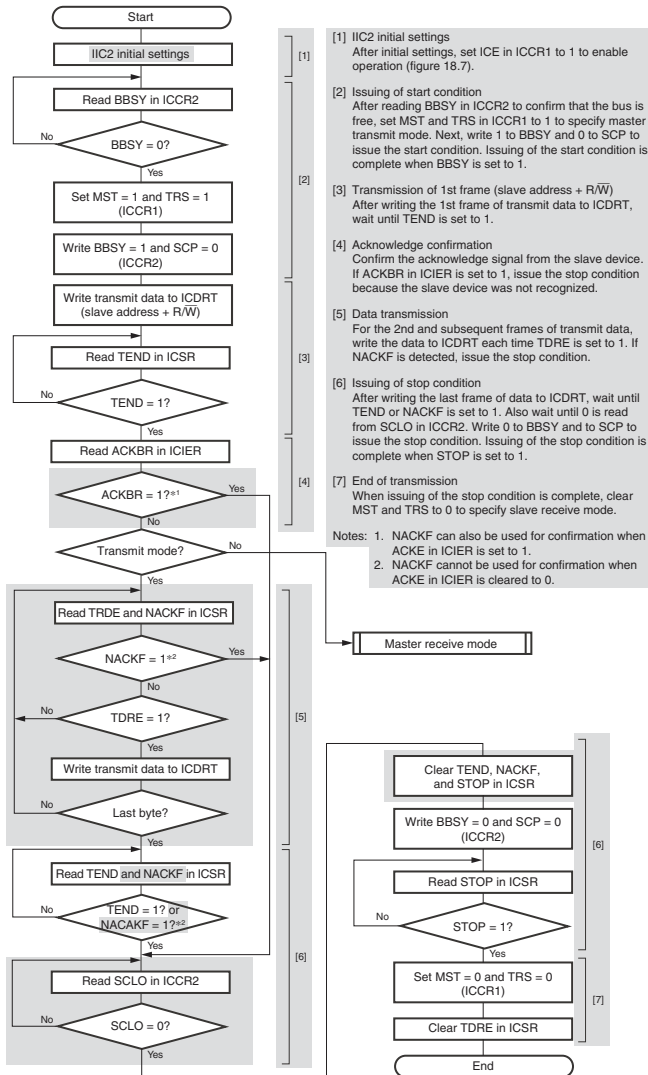 Start
IIC2 initial settings
[1]
Read BBSY in ICCR2
No
BBSY = 0?
Yes
Set MST = 1 and TRS = 1
(ICCR1)
[2]
Write BBSY = 1 and SCP = 0
(ICCR2)
Write transmit data to ICDRT
(slave address + R/W)
Read TEND in ICSR
[3]
No
TEND = 1?
Yes
Read ACKBR in ICIER
[4]
ACKBR = 1?*1
Yes
No
Transmit mode?
No
Yes
Read TRDE and NACKF in ICSR
NACKF = 1*2
Yes
No
No
TDRE = 1?
[5]
Yes
Write transmit data to ICDRT
No
Last byte?
Yes
Read TEND and NACKF in ICSR
No
TEND = 1? or
NACAKF = 1?*2
Yes
[6]
Read SCLO in ICCR2
No
SCLO = 0?
Yes
[1] IIC2 initial settings
After initial settings, set ICE in ICCR1 to 1 to enable
operation (figure 18.7).
[2] Issuing of start condition
After reading BBSY in ICCR2 to confirm that the bus is
free, set MST and TRS in ICCR1 to 1 to specify master
transmit mode. Next, write 1 to BBSY and 0 to SCP to
issue the start condition. Issuing of the start condition is
complete when BBSY is set to 1.
[3] Transmission of 1st frame (slave address + R/W)
After writing the 1st frame of transmit data to ICDRT,
wait until TEND is set to 1.
[4] Acknowledge confirmation
Confirm the acknowledge signal from the slave device.
If ACKBR in ICIER is set to 1, issue the stop condition
because the slave device was not recognized.
[5] Data transmission
For the 2nd and subsequent frames of transmit data,
write the data to ICDRT each time TDRE is set to 1. If
NACKF is detected, issue the stop condition.
[6] Issuing of stop condition
After writing the last frame of data to ICDRT, wait until
TEND or NACKF is set to 1. Also wait until 0 is read
from SCLO in ICCR2. Write 0 to BBSY and to SCP to
issue the stop condition. Issuing of the stop condition is
complete when STOP is set to 1.
[7] End of transmission
When issuing of the stop condition is complete, clear
MST and TRS to 0 to specify slave receive mode.
Notes: 1. NACKF can also be used for confirmation when
ACKE in ICIER is set to 1.
2. NACKF cannot be used for confirmation when
ACKE in ICIER is cleared to 0.
Master receive mode
Clear TEND, NACKF,
and STOP in ICSR
Write BBSY = 0 and SCP = 0
(ICCR2)
[6]
Read STOP in ICSR
No
STOP = 1?
Yes
Set MST = 0 and TRS = 0
(ICCR1)
[7]
Clear TDRE in ICSR
End